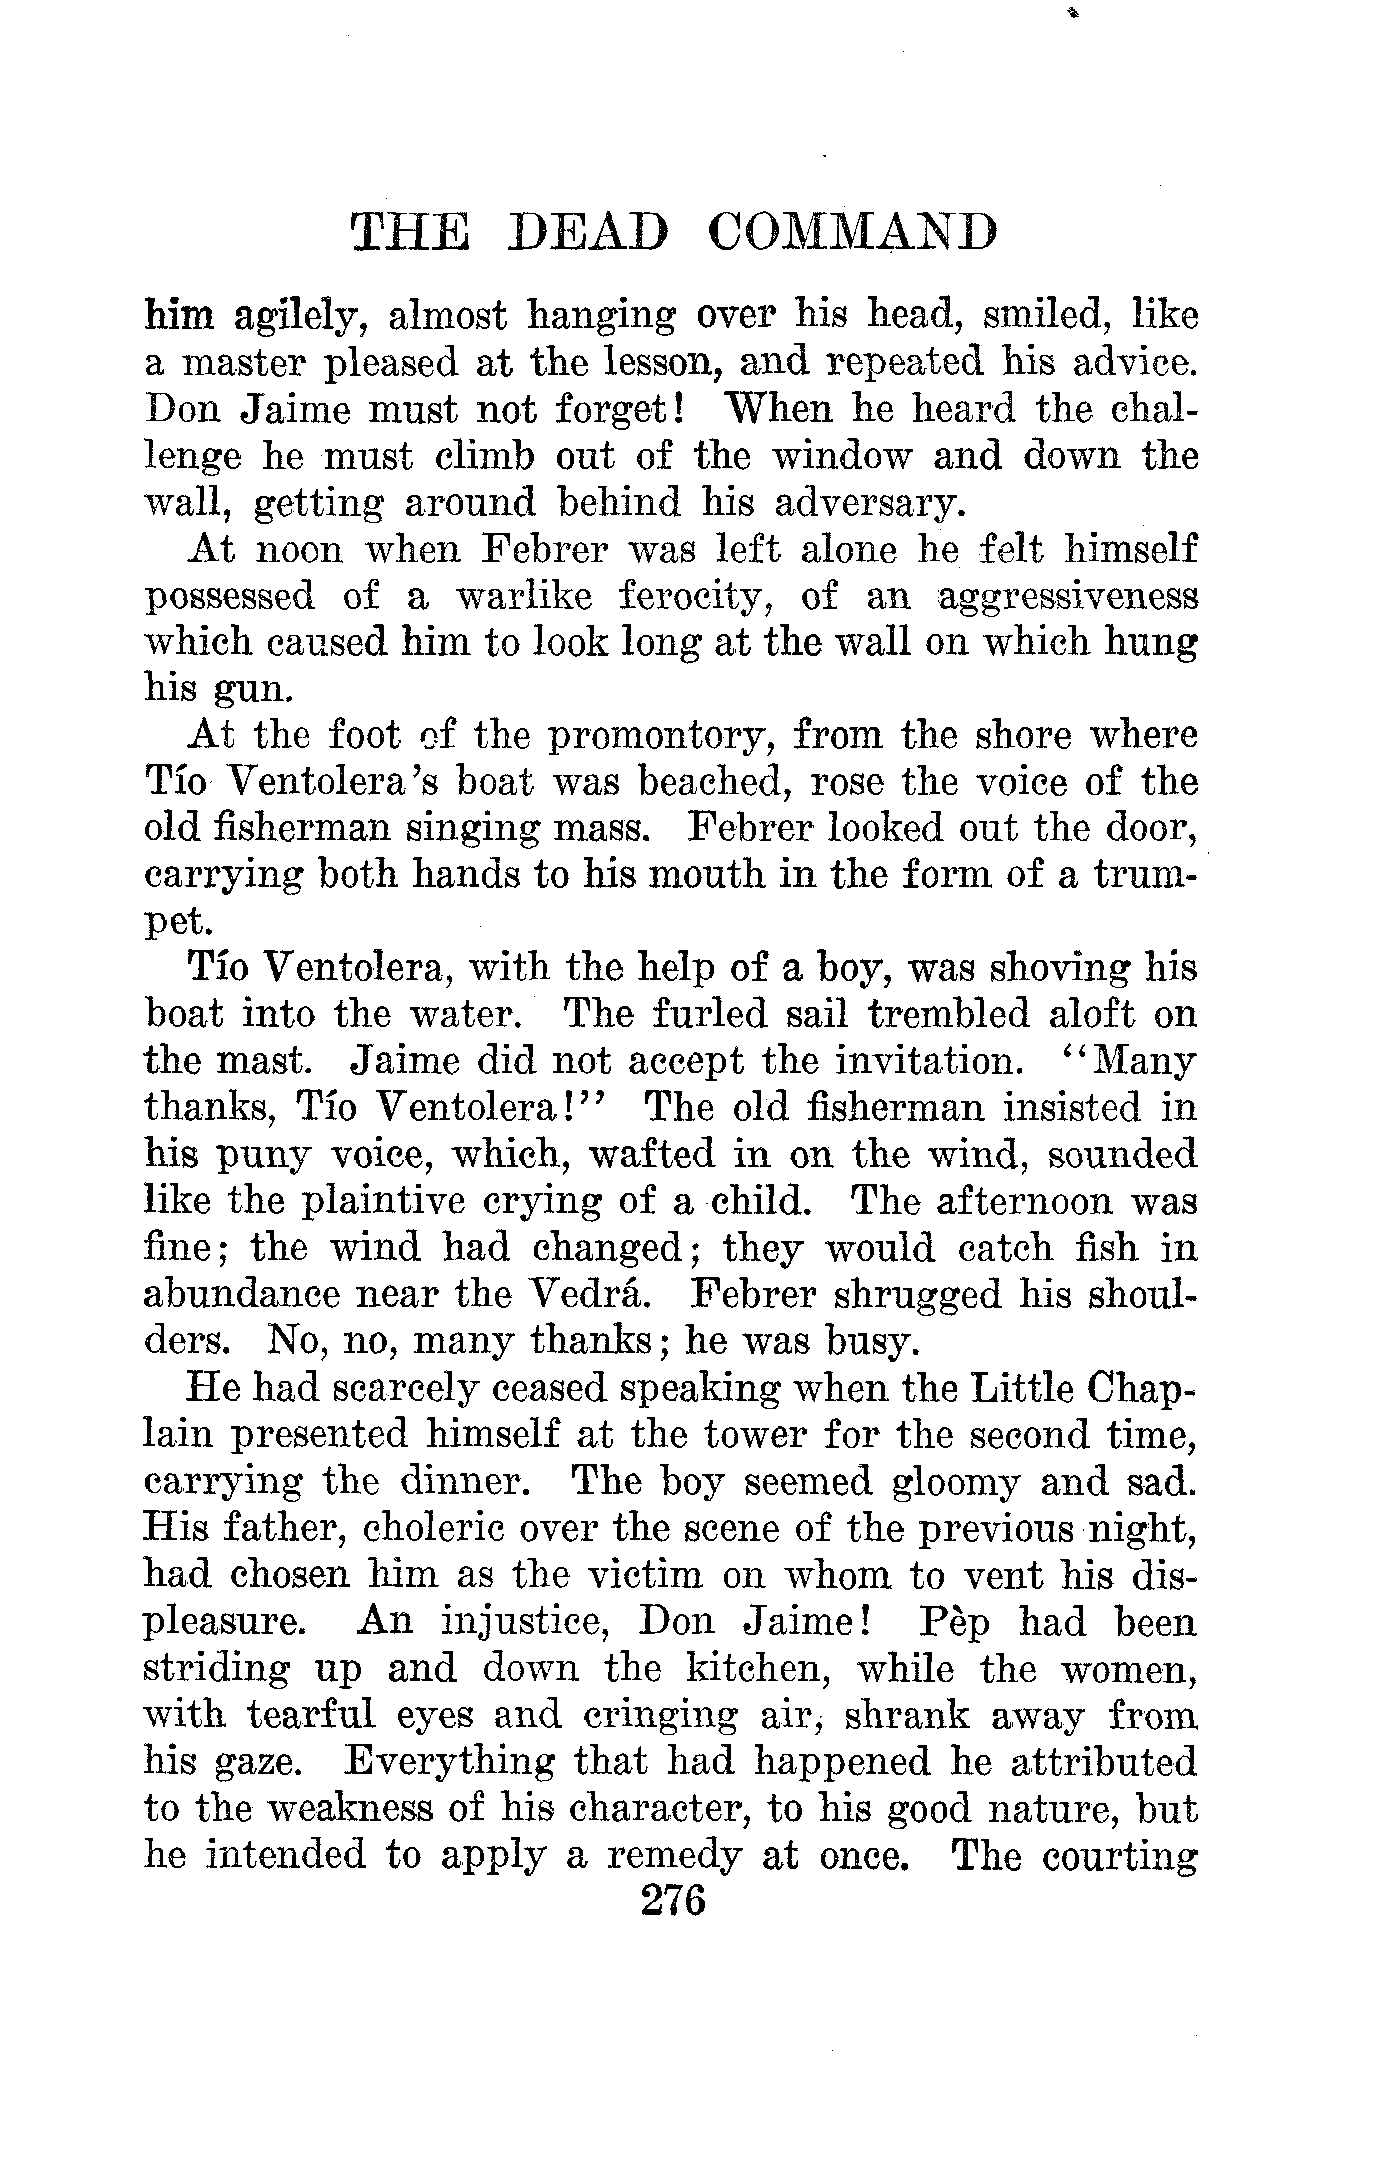 THE DEAD COMMAND
him agilely, almost hanging over his head, smiled, like
a master pleased at the lesson, and repeated his advice.
Don Jaime must not forget! When he heard the chal-
lenge he must climb out of the window and down the
wall, getting around behind his adversary.
At noon when Febrer was left alone he felt himself
possessed of a warlike ferocity, of an aggressiveness
which caused him to look long at the wall on which hung
his gun.
At the foot of the promontory, from the shore where
Tío Ventolera's boat was beached, rose the voice of the
old fisherman singing mass. Febrer looked out the door,
carrying both hands to his mouth in the form of a trum-
pet.
Tío Ventolera, with the help of a boy, was shoving his
boat into the water. The furled sail trembled aloft on
the mast. Jaime did not accept the invitation. "Many
thanks, Tío Ventolera!" The old fisherman insisted in
his puny voice, which, wafted in on the wind, sounded
like the plaintive crying of a child. The afternoon was
fine; the wind had changed; they would catch fish in
abundance near the Vedrá. Febrer shrugged his shoul-
ders. No, no, many thanks; he was busy.
He had scarcely ceased speaking when the Little Chap-
lain presented himself at the tower for the second time,
carrying the dinner. The boy seemed gloomy and sad.
His father, choleric over the scene of the previous night,
had chosen him as the victim on whom to vent his dis-
pleasure. An injustice, Don Jaime! Pèp had been
striding up and down the kitchen, while the women,
with tearful eyes and cringing air, shrank away from
his gaze. Everything that had happened he attributed
to the weakness of his character, to his good nature, but
he intended to apply a remedy at once. The courting
276